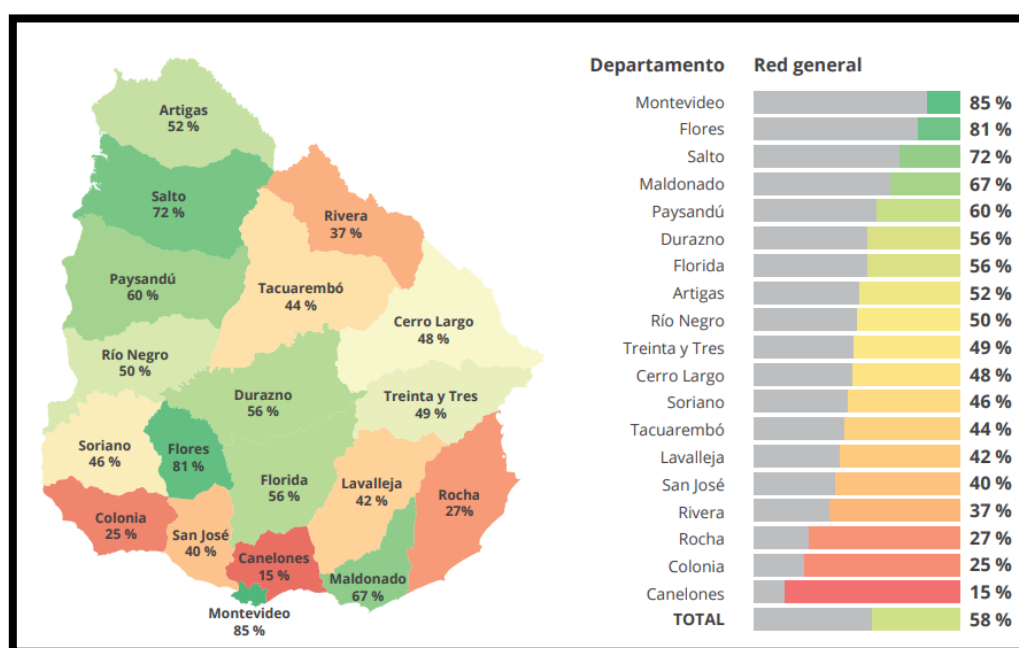 Artigas
52 %
Salto
72 %
Rivera
37 %
Paysandú
60 %
Tacuarembó
44 %
Cerro Largo
48 %
Río Negro
50 %
Durazno
56 %
Treinta y Tres
49 %
Soriano
46 %
Flores
81 %
Florida
56 %
Lavalleja
42 %
Rocha
27%
Colonia
25 %
San José
40 %
Canelones
15 %
Maldonado
67 %
Montevideo
85 %
Departamento Red general
Montevideo 85 %
Flores 81 %
Salto 72 %
Maldonado 67 %
Paysandú 60 %
Durazno 56 %
Florida 56 %
Artigas 52 %
Río Negro 50 %
Treinta y Tres 49 %
Cerro Largo 48 %
Soriano 46 %
Tacuarembó 44 %
Lavalleja 42 %
San José 40 %
Rivera 37 %
Rocha 27 %
Colonia 25 %
Canelones 15 %
TOTAL 58 %